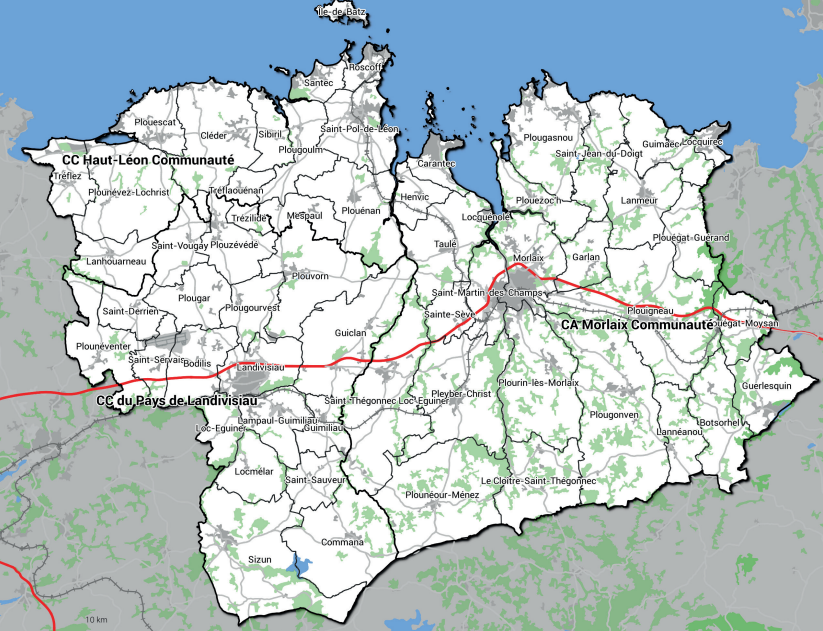 Île-de-Batz
Roscoff
Santec
Plouescat
Cléder
Sibiril
Saint-Pol-de-Léon
Plougoulm
Plougasnou
Saint-Jean-du-Doigt
Guimaëc
Locquirec
CC Haut-Léon Communauté
Carantec
Tréflez
Plounévez-Lochrist
Tréflaouénan
Henvic
Plouezoc'h
Lanmeur
Trézilidé
Mespaul
Plouénan
Locquénolé
Lanhouarneau
Saint-Vougay
Plouzévédé
Taulé
Plouégat-Guérand
Morlaix
Garlan
Plouvorn
Plougar
Saint-Martin-des-Champs
Saint-Derrien
Plougourvest
Sainte-Sève
Plouigneau
CA Morlaix Communauté
ouégat-Moysan
Guiclan
Plounéventer
Saint-Servais
Bodilis
Landivisiau
Plourin-lès-Morlaix
Guerlesquin
CC du Pays de Landivisiau
Saint-Thégonnec Loc-Eguiner
Pleyber-Christ
Plougonven
Lampaul-Guimiliau
Loc-Eguiner
Guimiliau
Lannéanou
Botsorhel
Locmélar
Saint-Sauveur
Le Cloître-Saint-Thégonnec
Plounéour-Ménez
Commana
Sizun
10 km